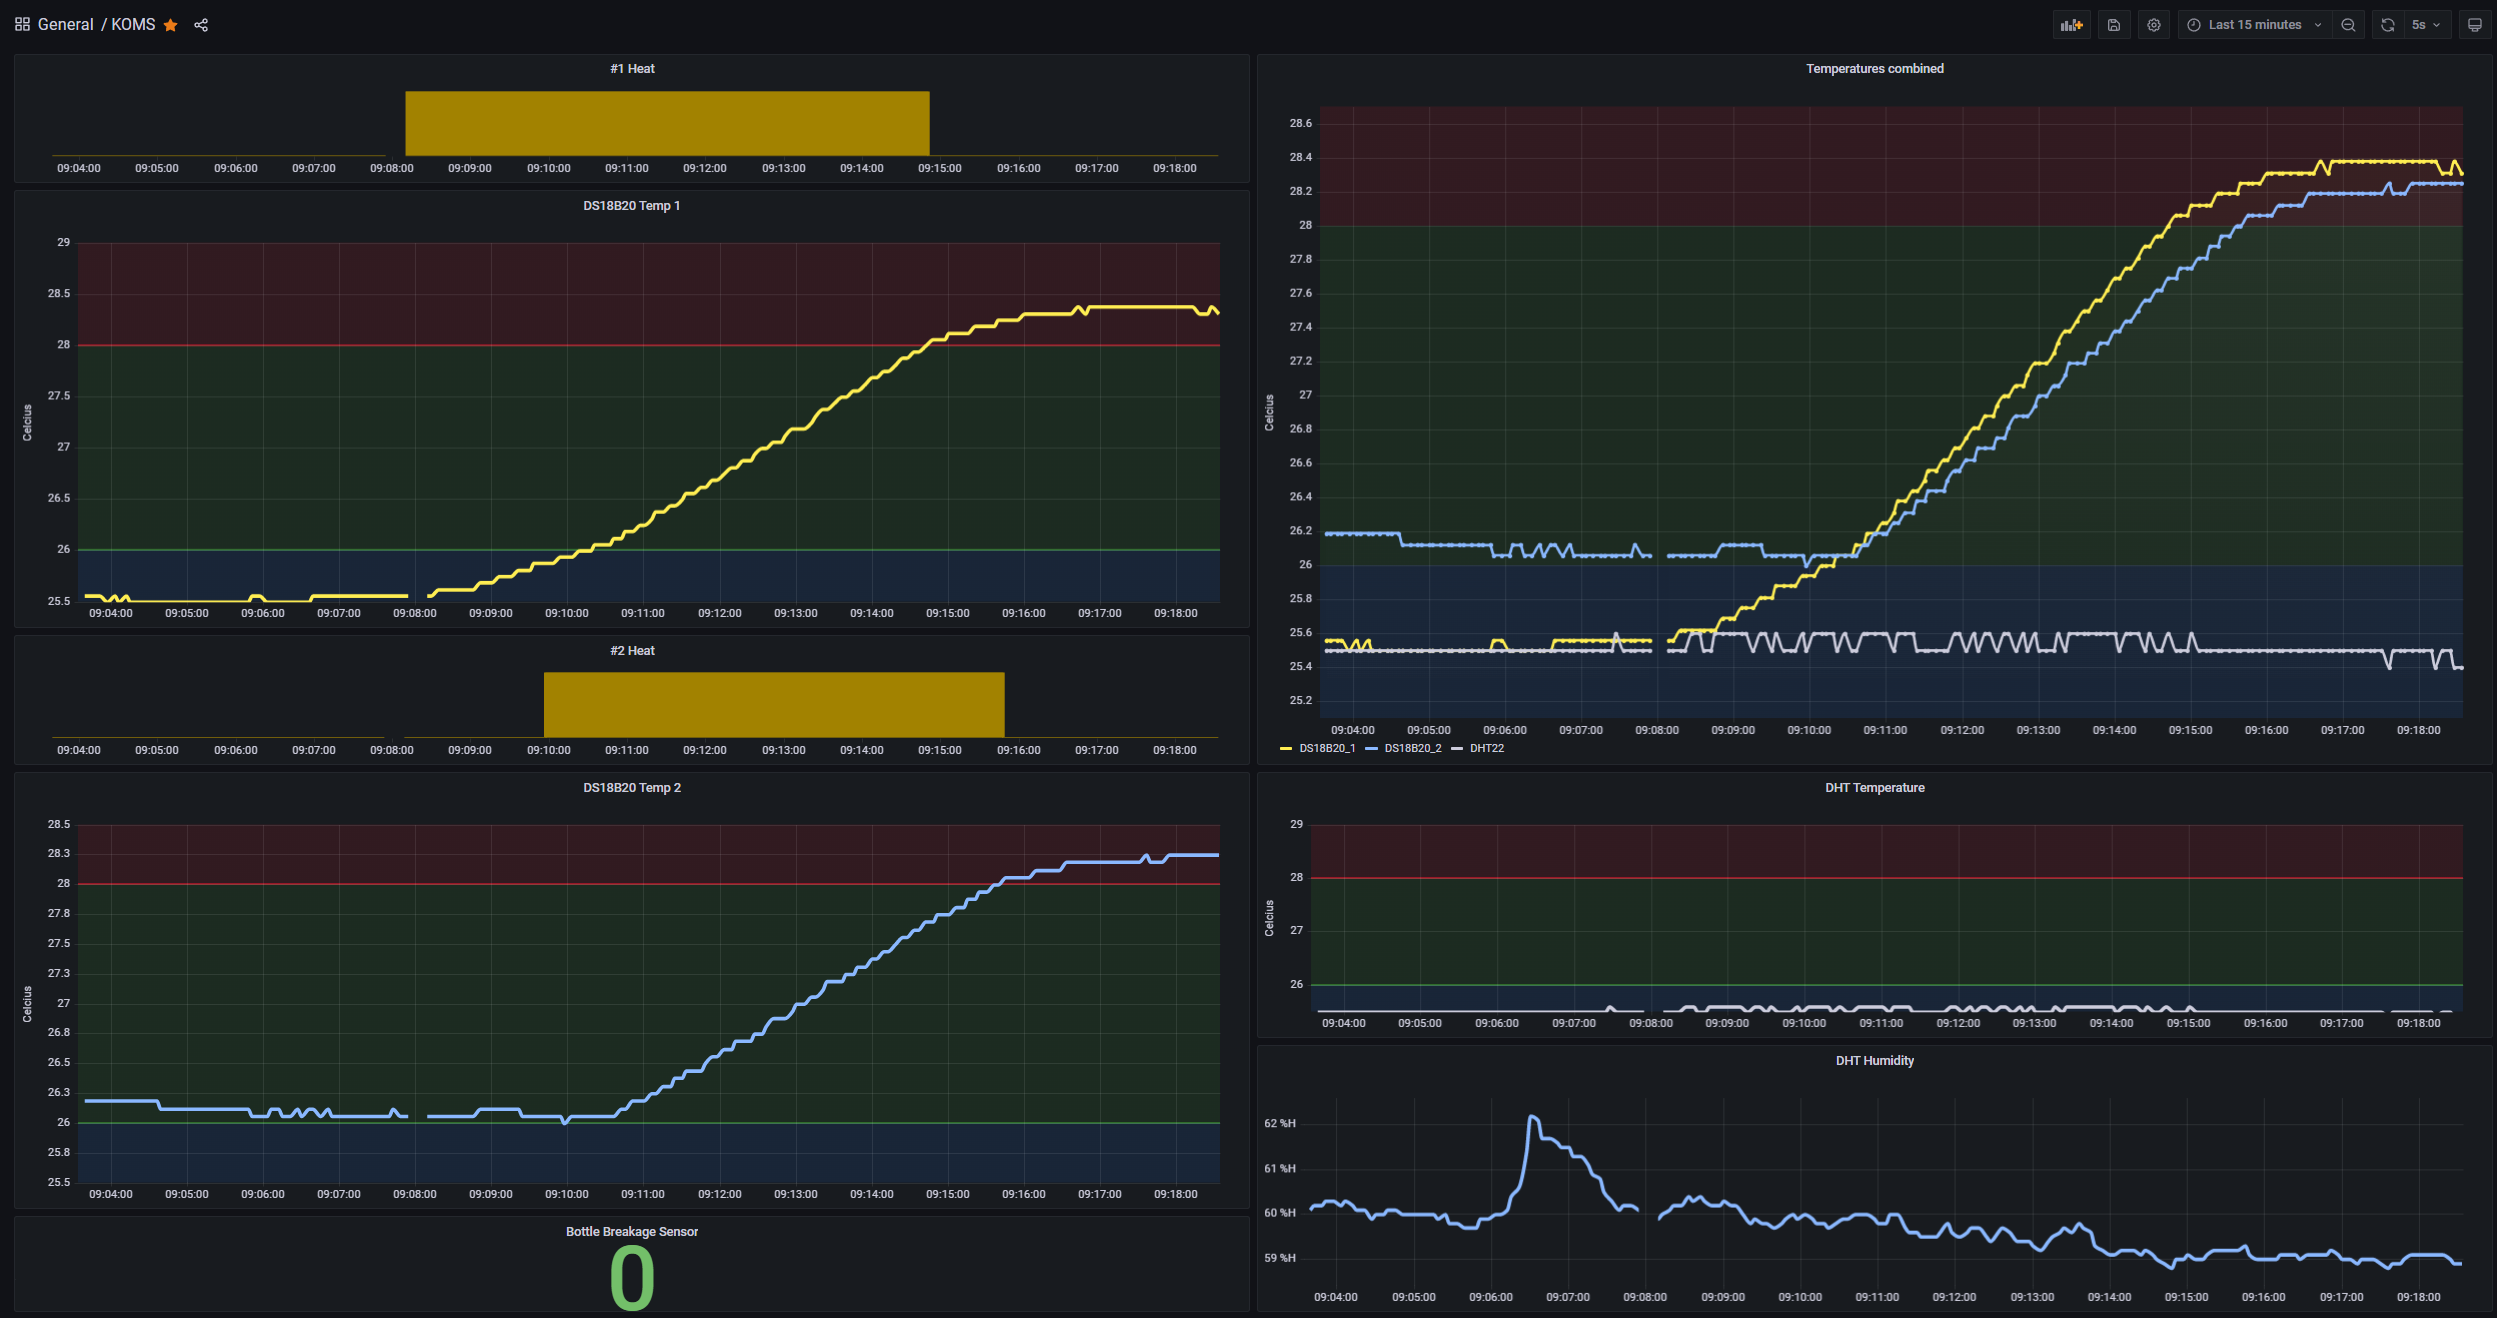 General / KOMS
Last 15 minutes
5s
#1 Heat
09:04:00 09:05:00 09:06:00 09:07:00 09:08:00 09:09:00 09:10:00 09:11:00 09:12:00 09:13:00 09:14:00 09:15:00 09:16:00 09:17:00 09:18:00
DS18B20 Temp 1
29
28.5
28
27.5
27
26.5
26
25.5
Celcius
09:04:00 09:05:00 09:06:00 09:07:00 09:08:00 09:09:00 09:10:00 09:11:00 09:12:00 09:13:00 09:14:00 09:15:00 09:16:00 09:17:00 09:18:00
#2 Heat
09:04:00 09:05:00 09:06:00 09:07:00 09:08:00 09:09:00 09:10:00 09:11:00 09:12:00 09:13:00 09:14:00 09:15:00 09:16:00 09:17:00 09:18:00
DS18B20 Temp 2
28.5
28.3
28
27.8
27.5
27.3
27
26.8
26.5
26.3
26
25.8
25.5
Celcius
09:04:00 09:05:00 09:06:00 09:07:00 09:08:00 09:09:00 09:10:00 09:11:00 09:12:00 09:13:00 09:14:00 09:15:00 09:16:00 09:17:00 09:18:00
Bottle Breakage Sensor
0
Temperatures combined
28.6
28.4
28.2
28
27.8
27.6
27.4
27.2
27
26.8
26.6
26.4
26.2
26
25.8
25.6
25.4
25.2
Celcius
09:04:00 09:05:00 09:06:00 09:07:00 09:08:00 09:09:00 09:10:00 09:11:00 09:12:00 09:13:00 09:14:00 09:15:00 09:16:00 09:17:00 09:18:00
DS18B20_1 DS18B20_2 DHT22
DHT Temperature
29
28
27
26
Celcius
09:04:00 09:05:00 09:06:00 09:07:00 09:08:00 09:09:00 09:10:00 09:11:00 09:12:00 09:13:00 09:14:00 09:15:00 09:16:00 09:17:00 09:18:00
DHT Humidity
62 %H
61 %H
60 %H
59 %H
09:04:00 09:05:00 09:06:00 09:07:00 09:08:00 09:09:00 09:10:00 09:11:00 09:12:00 09:13:00 09:14:00 09:15:00 09:16:00 09:17:00 09:18:00